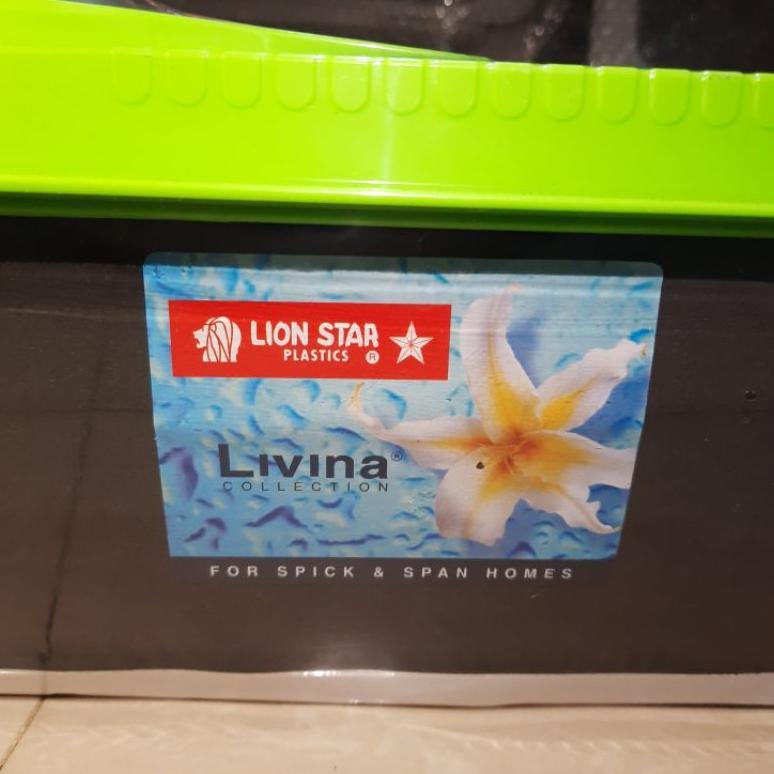 LION STAR
PLASTICS ®
Livina®
COLLECTION
FOR SPICK & SPAN HOMES